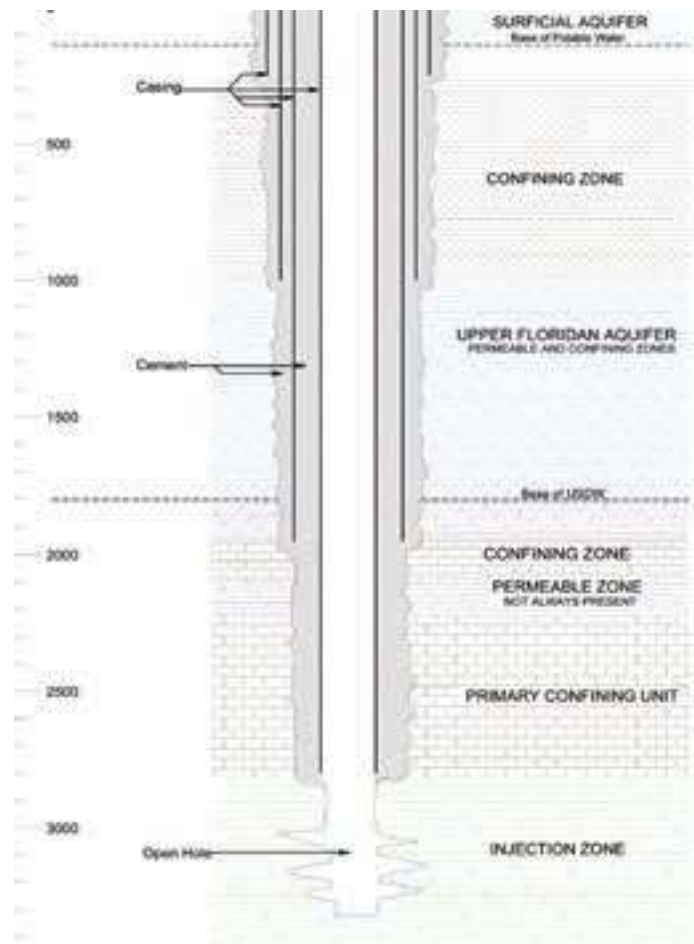 SURFICIAL AQUIFER
Base of Potable Water
Casing
500
CONFINING ZONE
1000
UPPER FLORIDAN AQUIFER
PERMEABLE AND CONFINING ZONES
Cement
1500
Base of USDW
2000
CONFINING ZONE
PERMEABLE ZONE
NOT ALWAYS PRESENT
2500
PRIMARY CONFINING UNIT
3000
Open Hole
INJECTION ZONE